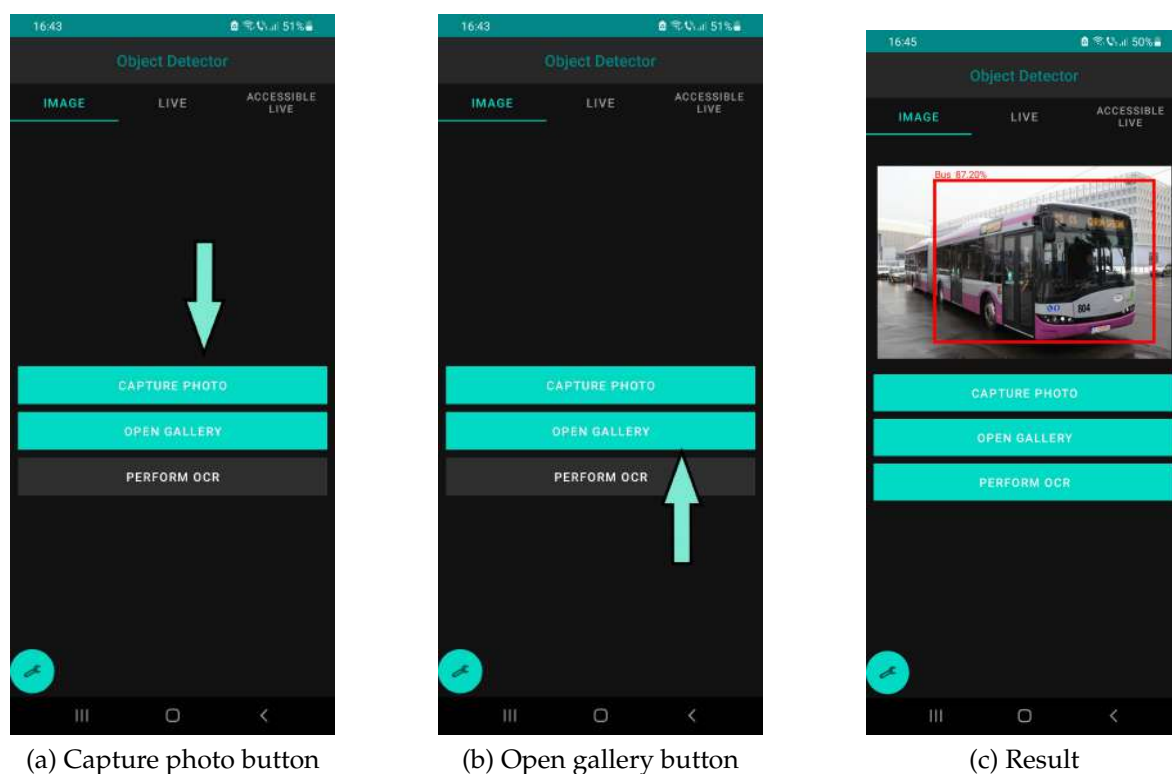 16:43 51%
Object Detector
IMAGE LIVE ACCESSIBLE LIVE
CAPTURE PHOTO
OPEN GALLERY
PERFORM OCR
(a) Capture photo button
16:43 51%
Object Detector
IMAGE LIVE ACCESSIBLE LIVE
CAPTURE PHOTO
OPEN GALLERY
PERFORM OCR
(b) Open gallery button
16:45 50%
Object Detector
IMAGE LIVE ACCESSIBLE LIVE
Bus 87.20%
804
CAPTURE PHOTO
OPEN GALLERY
PERFORM OCR
(c) Result